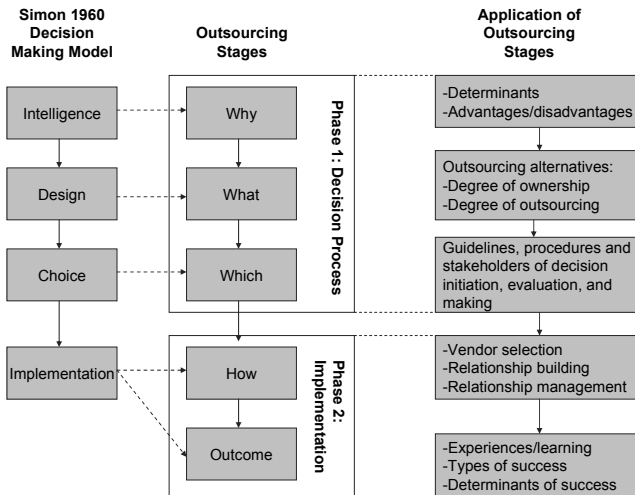 Simon 1960
Decision
Making Model
Outsourcing
Stages
Application of
Outsourcing
Stages
Intelligence
Design
Choice
Implementation
Why
What
Which
How
Outcome
Phase 1: Decision Process
Phase 2:
Implementation
-Determinants
-Advantages/disadvantages
Outsourcing alternatives:
-Degree of ownership
-Degree of outsourcing
Guidelines, procedures and
stakeholders of decision
initiation, evaluation, and
making
-Vendor selection
-Relationship building
-Relationship management
-Experiences/learning
-Types of success
-Determinants of success